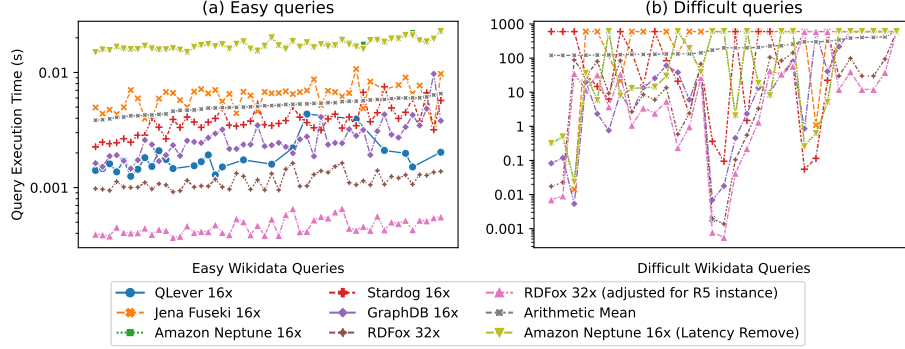 (a) Easy queries
(b) Difficult queries
Query Execution Time (s)
0.01
0.001
1000
100
10
1
0.1
0.01
0.001
Easy Wikidata Queries
Difficult Wikidata Queries
QLever 16x
Jena Fuseki 16x
Amazon Neptune 16x
Stardog 16x
GraphDB 16x
RDFox 32x
RDFox 32x (adjusted for R5 instance)
Arithmetic Mean
Amazon Neptune 16x (Latency Remove)